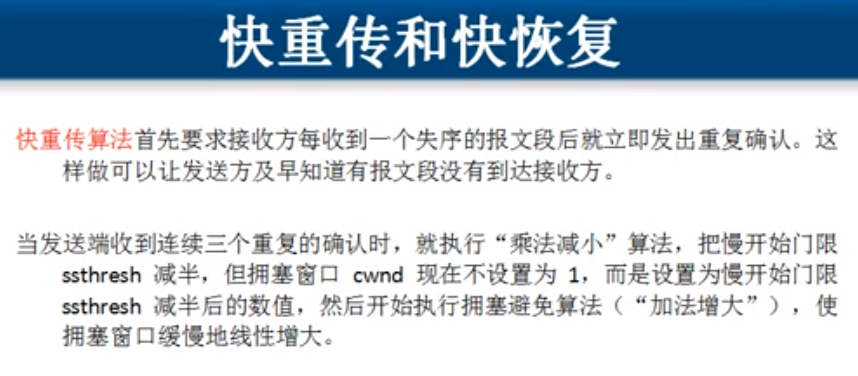 快重传和快恢复
快重传算法首先要求接收方每收到一个失序的报文段后就立即发出重复确认。这
样做可以让发送方及早知道有报文段没有到达接收方。
当发送端收到连续三个重复的确认时，就执行“乘法减小”算法，把慢开始门限
ssthresh 减半，但拥塞窗口 cwnd 现在不设置为 1，而是设置为慢开始门限
ssthresh 减半后的数值，然后开始执行拥塞避免算法（“加法增大”），使
拥塞窗口缓慢地线性增大。